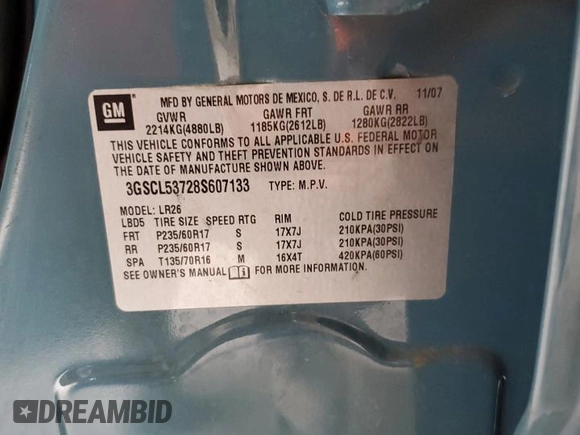 GM
MFD BY GENERAL MOTORS DE MEXICO, S. DE R.L. DE C.V. 11/07
GVWR GAWR FRT GAWR RR
2214KG(4880LB) 1185KG(2612LB) 1280KG(2822LB)
THIS VEHICLE CONFORMS TO ALL APPLICABLE U.S. FEDERAL MOTOR
VEHICLE SAFETY AND THEFT PREVENTION STANDARDS IN EFFECT ON
THE DATE OF MANUFACTURE SHOWN ABOVE.
3GSCL53728S607133 TYPE: M.P.V.
MODEL: LR26
LBD5 TIRE SIZE SPEED RTG RIM COLD TIRE PRESSURE
FRT P235/60R17 S 17X7J 210KPA(30PSI)
RR P235/60R17 S 17X7J 210KPA(30PSI)
SPA T135/70R16 M 16X4T 420KPA(60PSI)
SEE OWNER'S MANUAL FOR MORE INFORMATION
DREAMBID